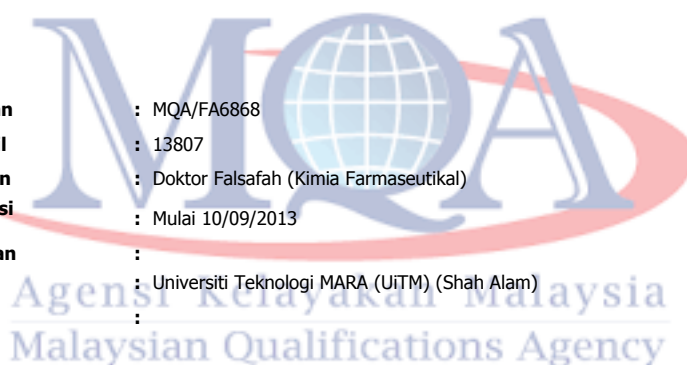 MQA
an : MQA/FA6868
l : 13807
n : Doktor Falsafah (Kimia Farmaseutikal)
si : Mulai 10/09/2013
an :
: Universiti Teknologi MARA (UiTM) (Shah Alam)
:
Agensi Kelayakan Malaysia
Malaysian Qualifications Agency